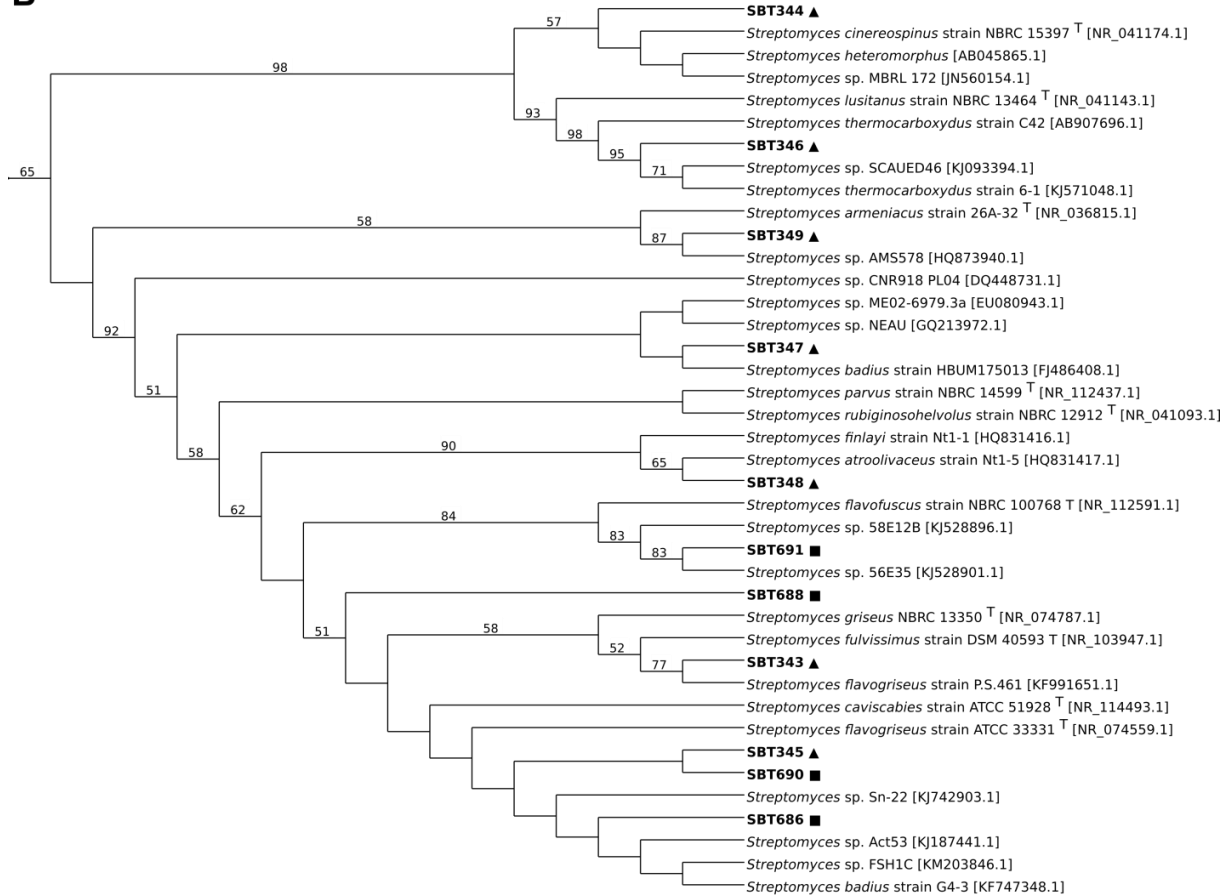 57
SBT344 ▲
Streptomyces cinereospinus strain NBRC 15397 T [NR_041174.1]
Streptomyces heteromorphus [AB045865.1]
98
Streptomyces sp. MBRL 172 [JN560154.1]
Streptomyces lusitanus strain NBRC 13464 T [NR_041143.1]
93
Streptomyces thermocarboxydus strain C42 [AB907696.1]
98
SBT346 ▲
95
Streptomyces sp. SCAUED46 [KJ093394.1]
65
71
Streptomyces thermocarboxydus strain 6-1 [KJ571048.1]
Streptomyces armeniacus strain 26A-32 T [NR_036815.1]
58
SBT349 ▲
87
Streptomyces sp. AMS578 [HQ873940.1]
Streptomyces sp. CNR918 PL04 [DQ448731.1]
Streptomyces sp. ME02-6979.3a [EU080943.1]
Streptomyces sp. NEAU [GQ213972.1]
92
SBT347 ▲
Streptomyces badius strain HBUM175013 [FJ486408.1]
51
Streptomyces parvus strain NBRC 14599 T [NR_112437.1]
Streptomyces rubiginosohelvolus strain NBRC 12912 T [NR_041093.1]
Streptomyces finlayi strain Nt1-1 [HQ831416.1]
90
58
Streptomyces atroolivaceus strain Nt1-5 [HQ831417.1]
65
SBT348 ▲
Streptomyces flavofuscus strain NBRC 100768 T [NR_112591.1]
62
84
Streptomyces sp. 58E12B [KJ528896.1]
83
SBT691 ■
83
Streptomyces sp. 56E35 [KJ528901.1]
SBT688 ■
Streptomyces griseus NBRC 13350 T [NR_074787.1]
51
58
Streptomyces fulvissimus strain DSM 40593 T [NR_103947.1]
52
SBT343 ▲
77
Streptomyces flavogriseus strain P.S.461 [KF991651.1]
Streptomyces caviscabies strain ATCC 51928 T [NR_114493.1]
Streptomyces flavogriseus strain ATCC 33331 T [NR_074559.1]
SBT345 ▲
SBT690 ■
Streptomyces sp. Sn-22 [KJ742903.1]
SBT686 ■
Streptomyces sp. Act53 [KJ187441.1]
Streptomyces sp. FSH1C [KM203846.1]
Streptomyces badius strain G4-3 [KF747348.1]